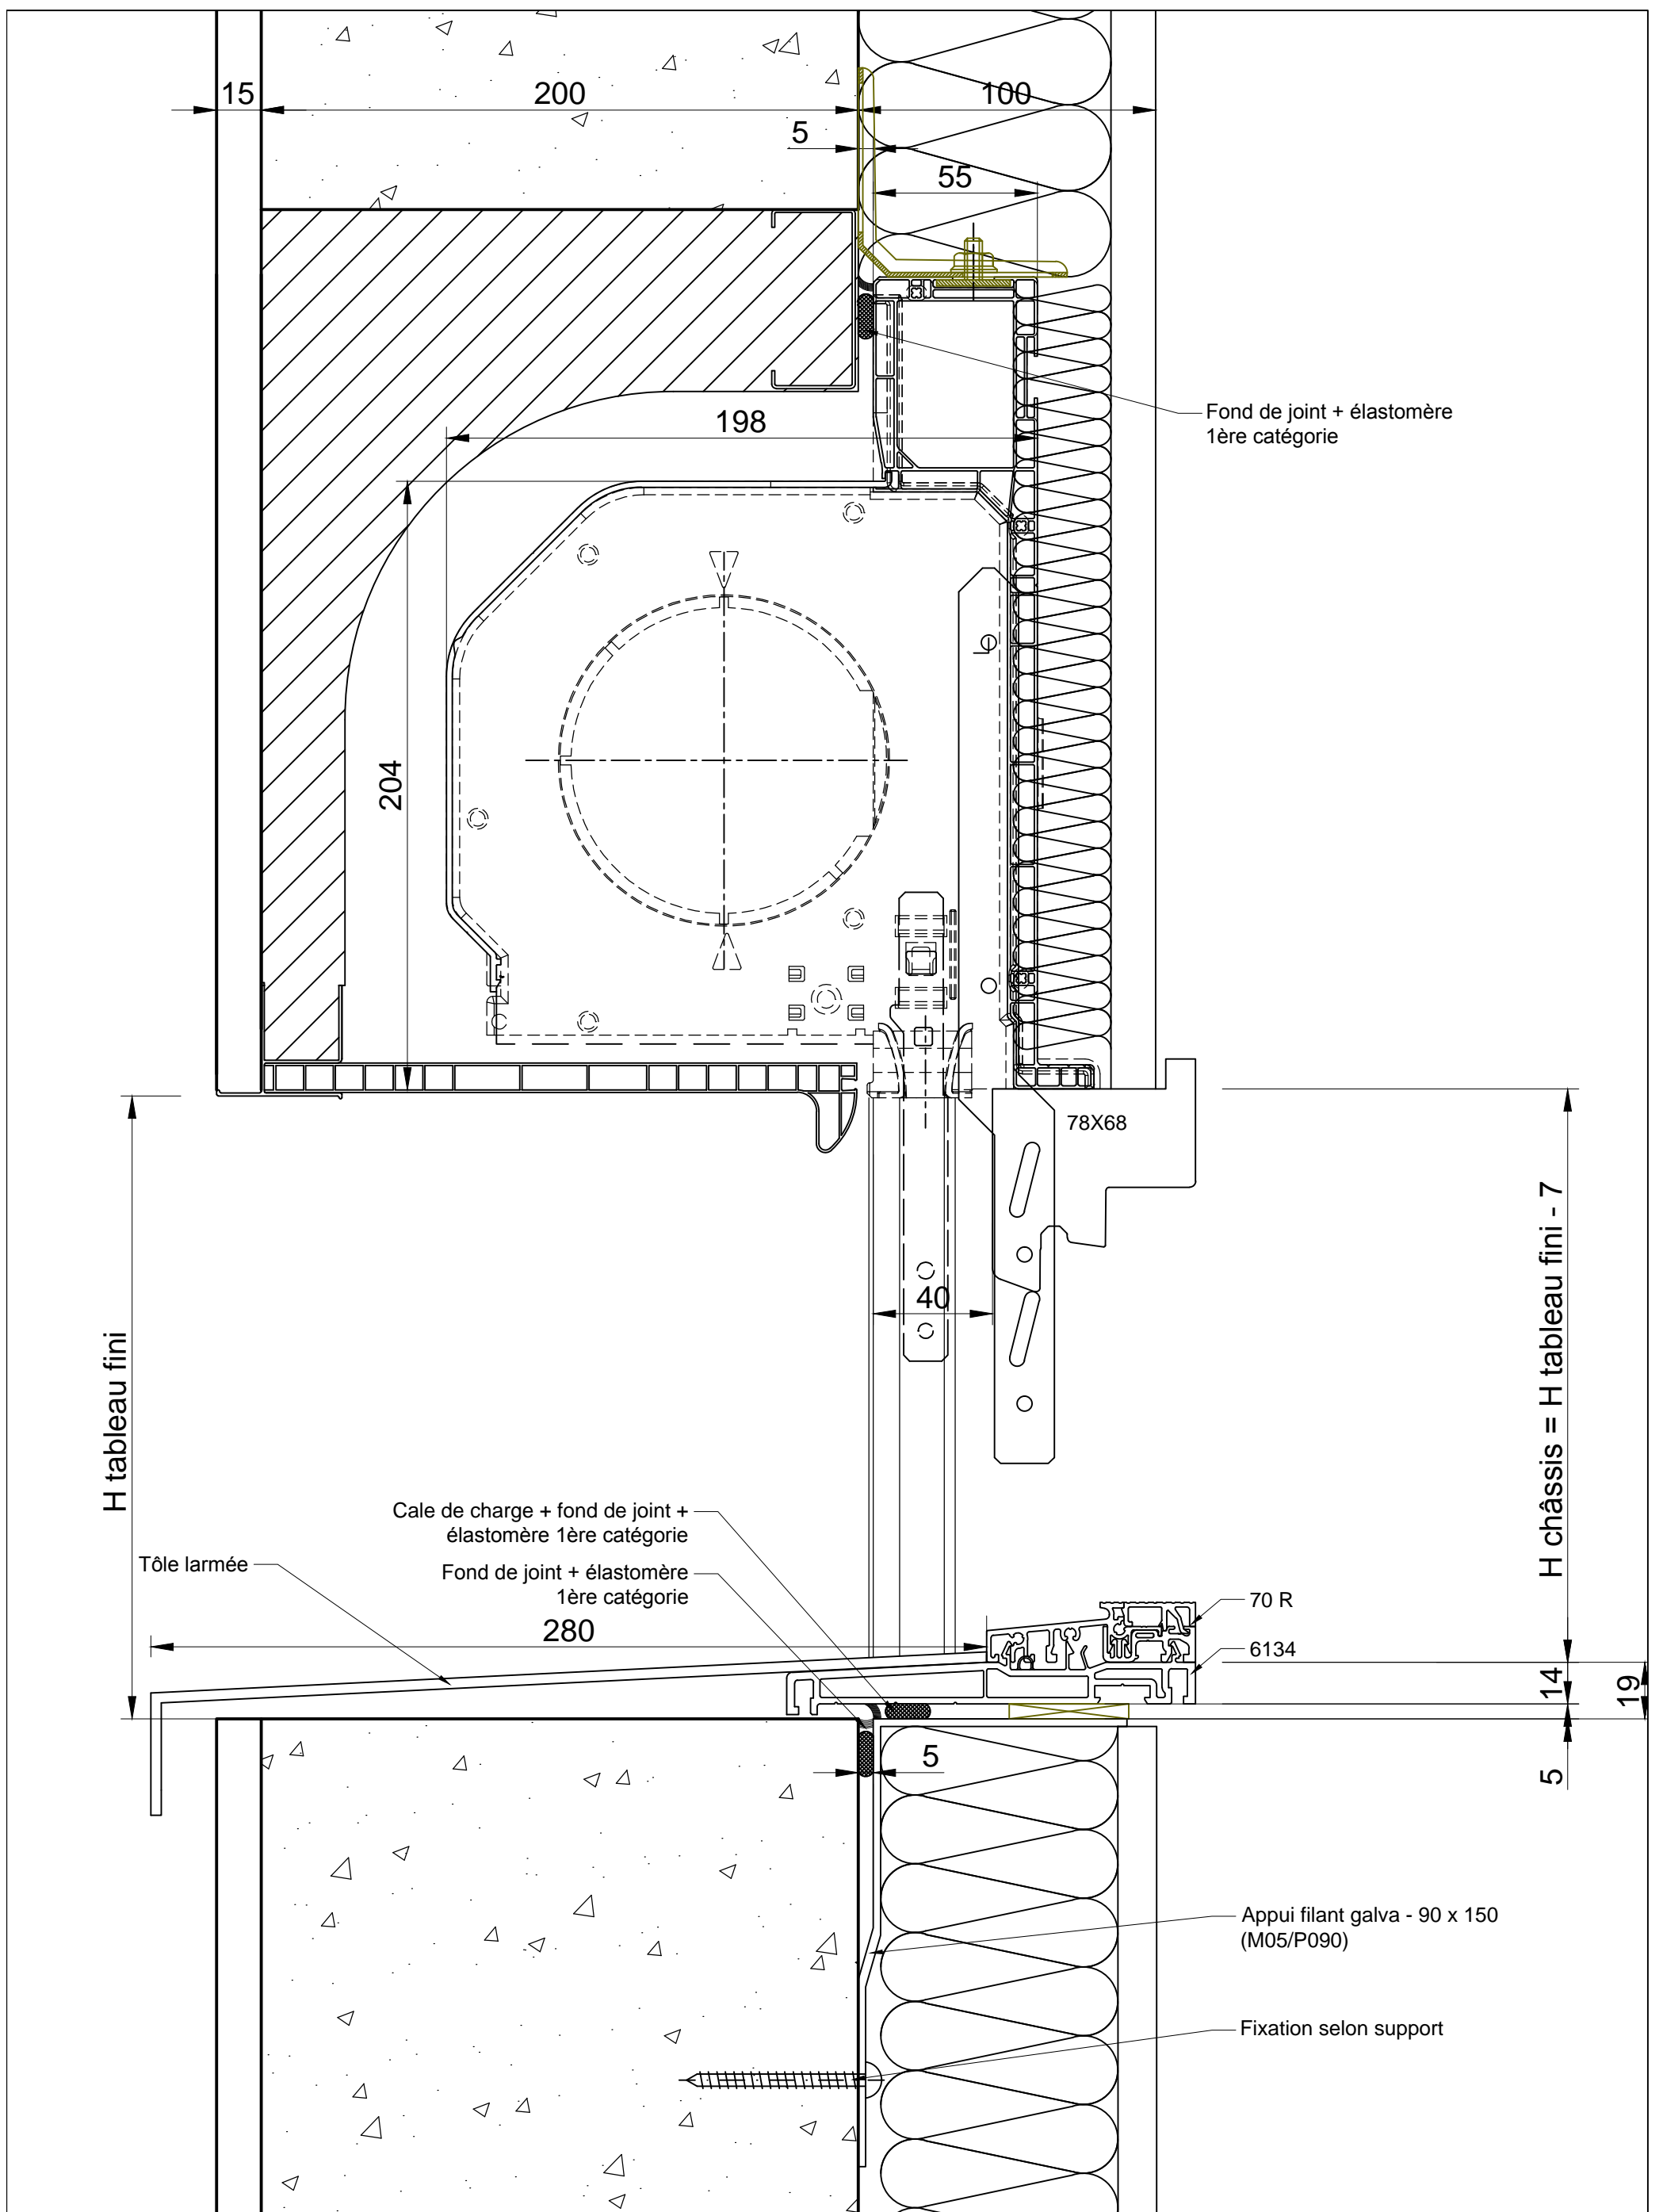 15
200
100
5
55
198
Fond de joint + élastomère
1ère catégorie
204
78X68
40
H tableau fini
H châssis = H tableau fini - 7
Cale de charge + fond de joint +
élastomère 1ère catégorie
Tôle larmée
Fond de joint + élastomère
1ère catégorie
280
70 R
6134
14
19
5
5
Appui filant galva - 90 x 150
(M05/P090)
Fixation selon support